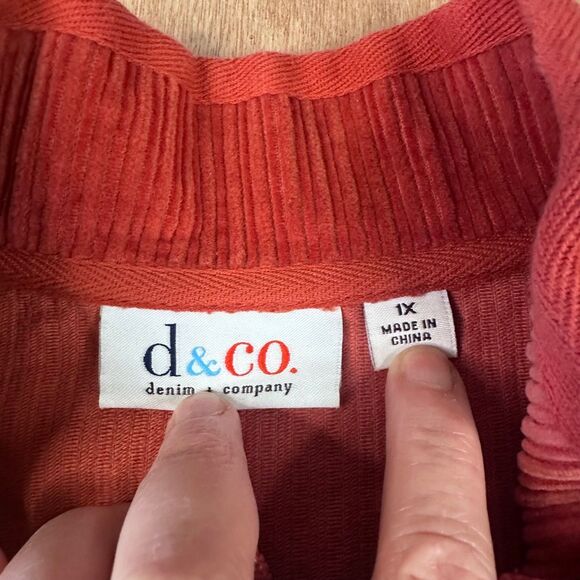 d&co.
denim + company
1X
MADE IN
CHINA